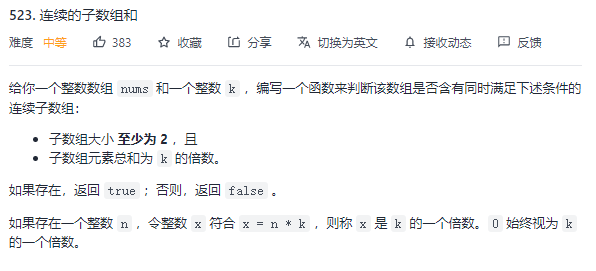 523. 连续的子数组和
难度 中等 383 收藏 分享 切换为英文 接收动态 反馈
给你一个整数数组 nums 和一个整数 k ，编写一个函数来判断该数组是否含有同时满足下述条件的
连续子数组：
• 子数组大小 至少为 2 ，且
• 子数组元素总和为 k 的倍数。
如果存在，返回 true ；否则，返回 false 。
如果存在一个整数 n ，令整数 x 符合 x = n * k ，则称 x 是 k 的一个倍数。 0 始终视为 k
的一个倍数。